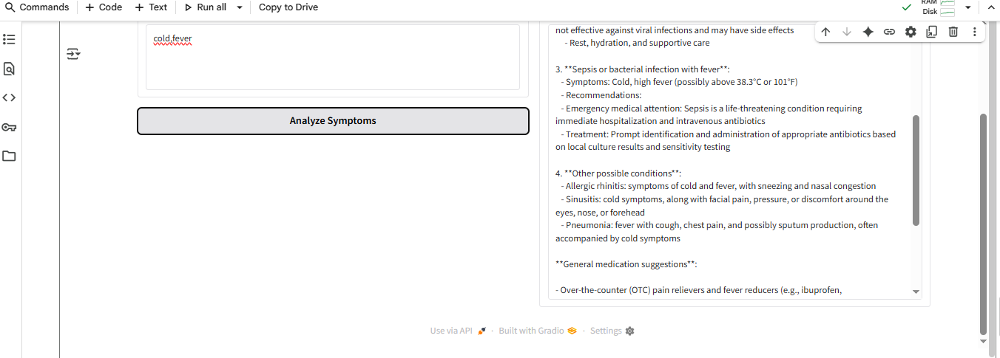 Commands + Code + Text Run all Copy to Drive
RAM
Disk
cold,fever
Analyze Symptoms
not effective against viral infections and may have side effects
- Rest, hydration, and supportive care
3. **Sepsis or bacterial infection with fever**:
- Symptoms: Cold, high fever (possibly above 38.3°C or 101°F)
- Recommendations:
- Emergency medical attention: Sepsis is a life-threatening condition requiring
immediate hospitalization and intravenous antibiotics
- Treatment: Prompt identification and administration of appropriate antibiotics based
on local culture results and sensitivity testing
4. **Other possible conditions**:
- Allergic rhinitis: symptoms of cold and fever, with sneezing and nasal congestion
- Sinusitis: cold symptoms, along with facial pain, pressure, or discomfort around the
eyes, nose, or forehead
- Pneumonia: fever with cough, chest pain, and possibly sputum production, often
accompanied by cold symptoms
**General medication suggestions**:
- Over-the-counter (OTC) pain relievers and fever reducers (e.g., ibuprofen,
Use via API · Built with Gradio · Settings